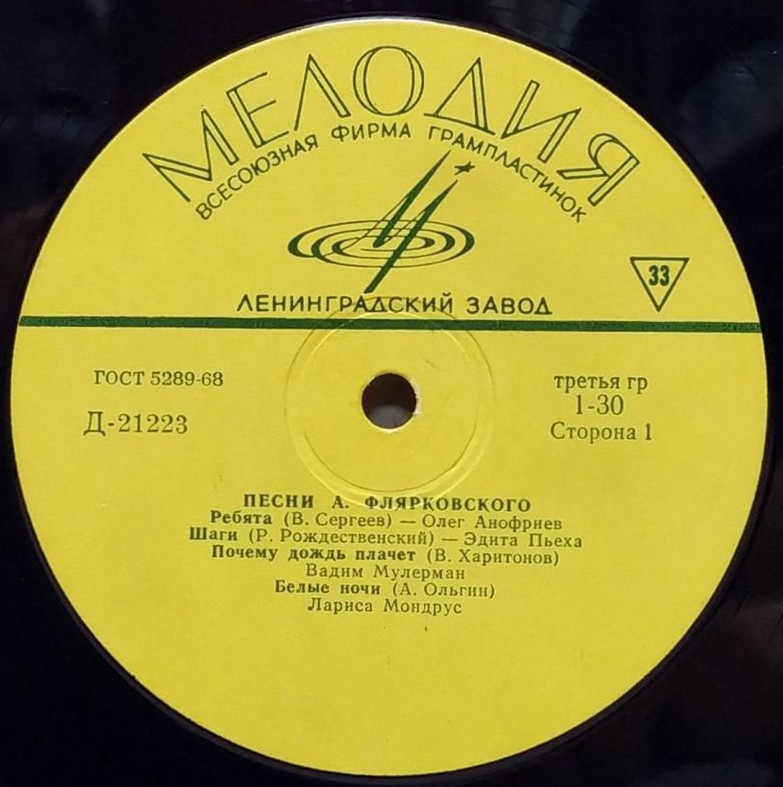 МЕЛОДИЯ
ВСЕСОЮЗНАЯ ФИРМА ГРАМПЛАСТИНОК
33
ЛЕНИНГРАДСКИЙ ЗАВОД
ГОСТ 5289-68
Д-21223
третья гр
1-30
Сторона 1
ПЕСНИ А. ФЛЯРКОВСКОГО
Ребята (В. Сергеев) — Олег Анофриев
Шаги (Р. Рождественский) — Эдита Пьеха
Почему дождь плачет (В. Харитонов)
Вадим Мулерман
Белые ночи (А. Ольгин)
Лариса Мондрус